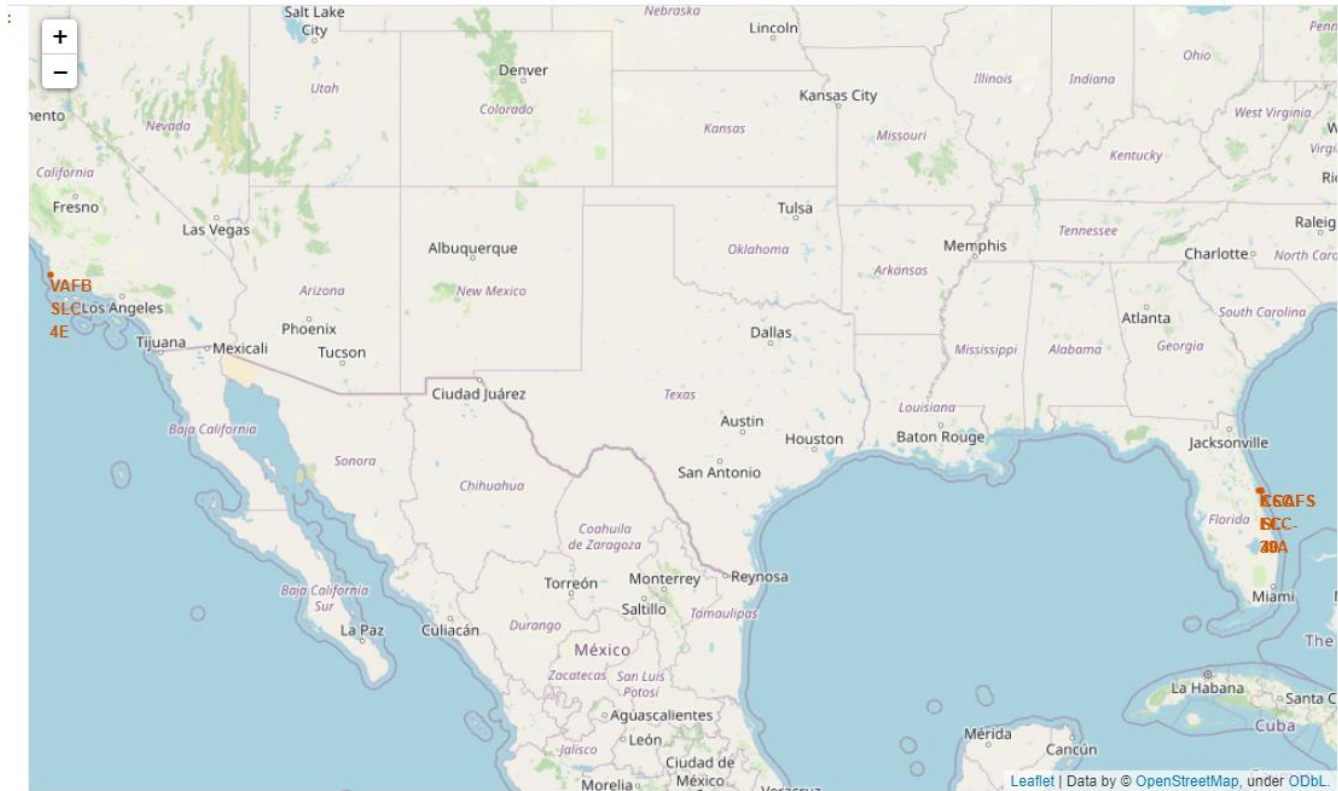 +
−
Salt Lake
City
Nebraska
Lincoln
Penn
Ohio
Denver
Utah
Illinois
Indiana
Colorado
Kansas City
nento
Nevada
Kansas
Missouri
West Virginia
W
Virgi
Kentucky
California
Ri
Fresno
Las Vegas
Tulsa
Raleig
Albuquerque
Oklahoma
Memphis
Tennessee
Charlotte
North Caro
Arkansas
VAFB
SLC-
4E
Los Angeles
Arizona
New Mexico
Phoenix
Dallas
Atlanta
South Carolina
Tijuana
Mexicali
Tucson
Mississippi
Alabama
Georgia
Ciudad Juárez
Texas
Louisiana
Baja California
Austin
Houston
Baton Rouge
Jacksonville
Sonora
San Antonio
Chihuahua
Florida
Coahuila
de Zaragoza
Torreón
Monterrey
Reynosa
Baja California
Sur
Saltillo
Tamaulipas
Miami
La Paz
Culiacán
Durango
México
The
Zacatecas
San Luis
Potosí
La Habana
Santa C
Aguascalientes
Cuba
León
Mérida
Jalisco
Cancún
Ciudad de
México
Morelia
Veracruz
Leaflet | Data by © OpenStreetMap, under ODbL.